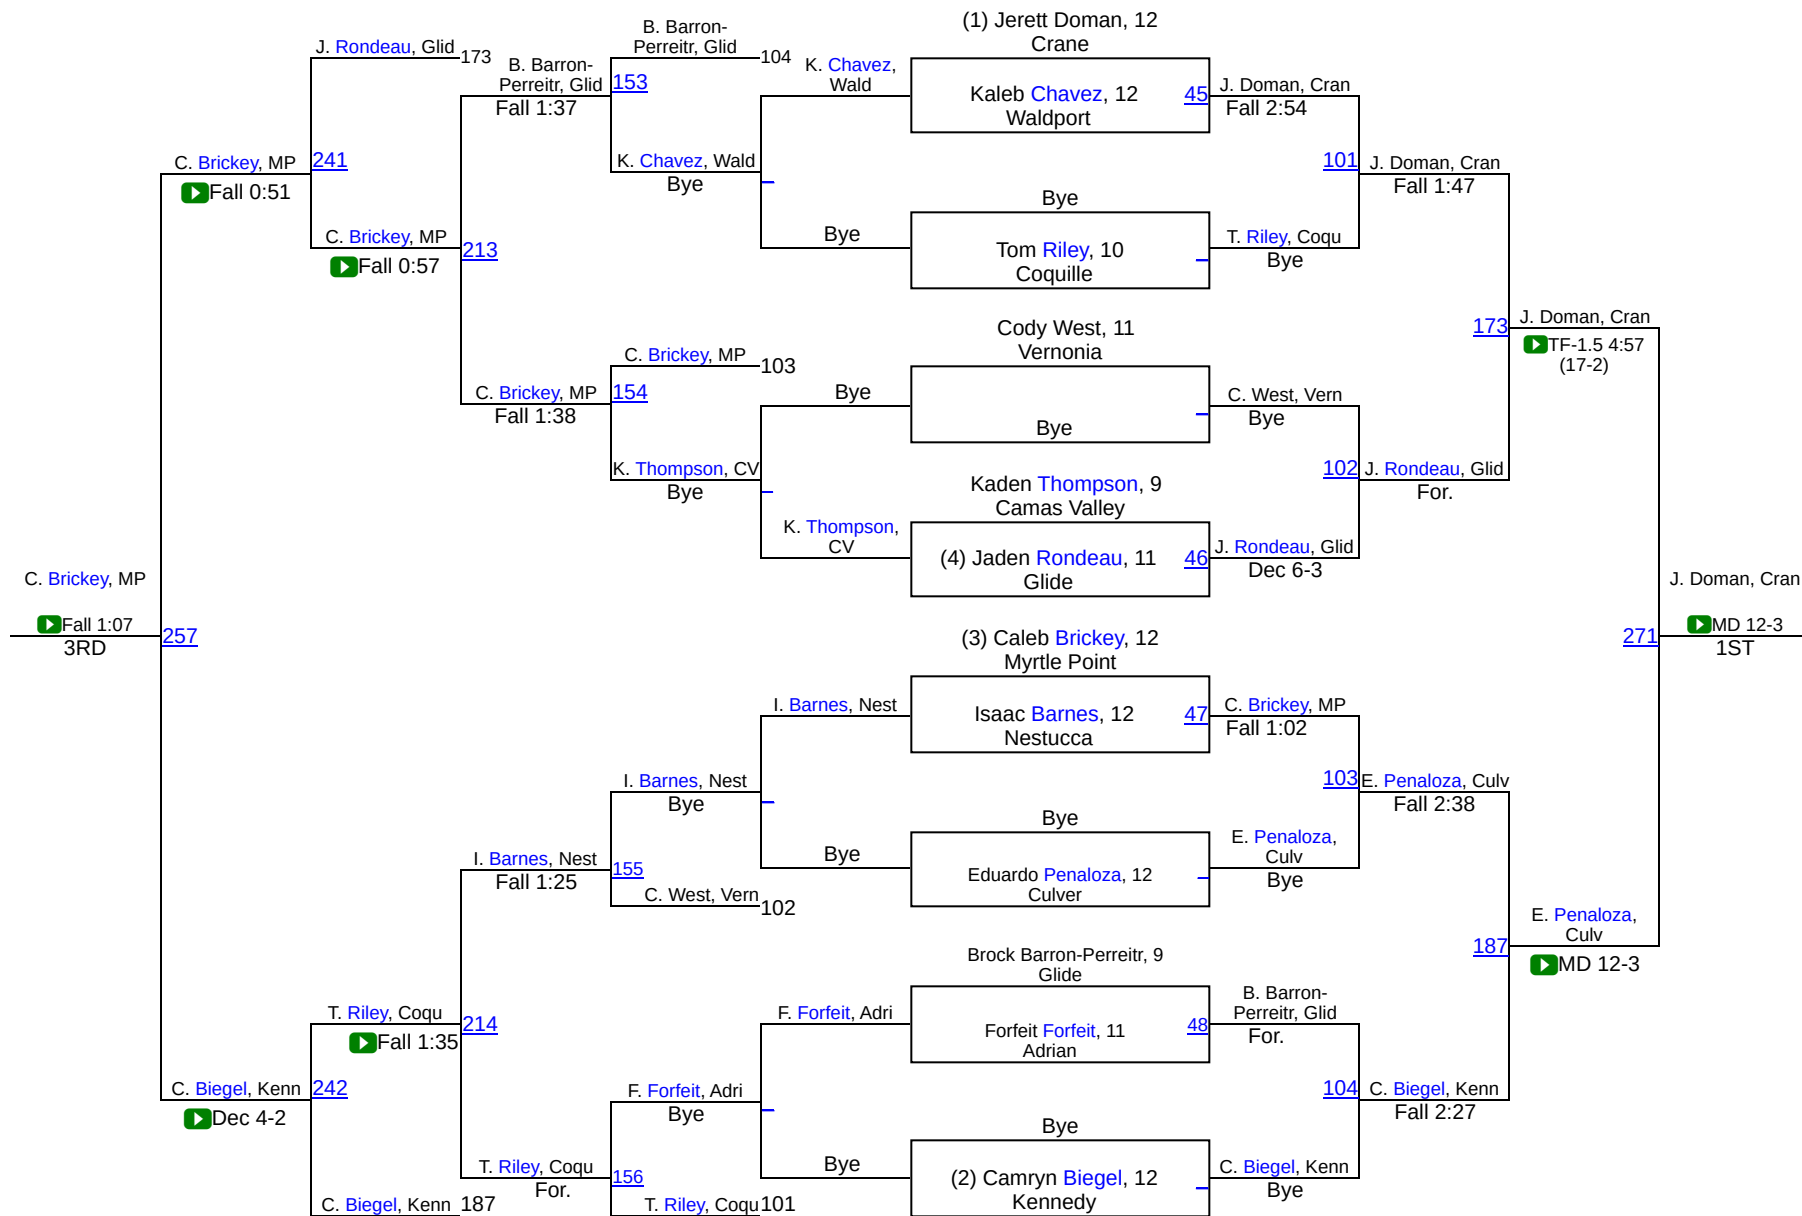 (1) Jerett Doman, 12
Crane
Kaleb Chavez, 12
Waldport
45
Bye
Tom Riley, 10
Coquille
Cody West, 11
Vernonia
Bye
Kaden Thompson, 9
Camas Valley
(4) Jaden Rondeau, 11
Glide
46
(3) Caleb Brickey, 12
Myrtle Point
Isaac Barnes, 12
Nestucca
47
Bye
Eduardo Penaloza, 12
Culver
Brock Barron-Perreitr, 9
Glide
Forfeit Forfeit, 11
Adrian
48
Bye
(2) Camryn Biegel, 12
Kennedy
J. Doman, Cran
Fall 2:54
101
T. Riley, Coqu
Bye
C. West, Vern
Bye
102
J. Rondeau, Glid
Dec 6-3
C. Brickey, MP
Fall 1:02
103
E. Penaloza,
Culv
Bye
B. Barron-
Perreitr, Glid
For.
104
C. Biegel, Kenn
Bye
J. Doman, Cran
Fall 1:47
173
J. Rondeau, Glid
For.
E. Penaloza, Culv
Fall 2:38
187
C. Biegel, Kenn
Fall 2:27
J. Doman, Cran
TF-1.5 4:57
(17-2)
271
E. Penaloza,
Culv
MD 12-3
J. Doman, Cran
MD 12-3
1ST
K. Chavez,
Wald
Bye
Bye
K. Thompson,
CV
I. Barnes, Nest
Bye
F. Forfeit, Adri
Bye
B. Barron-
Perreitr, Glid
104
153
K. Chavez, Wald
Bye
C. Brickey, MP
103
154
K. Thompson, CV
Bye
I. Barnes, Nest
Bye
155
C. West, Vern
102
F. Forfeit, Adri
Bye
156
T. Riley, Coqu
101
B. Barron-
Perreitr, Glid
Fall 1:37
213
C. Brickey, MP
Fall 1:38
I. Barnes, Nest
Fall 1:25
214
T. Riley, Coqu
For.
J. Rondeau, Glid
173
241
C. Brickey, MP
Fall 0:57
T. Riley, Coqu
Fall 1:35
242
C. Biegel, Kenn
187
C. Brickey, MP
Fall 0:51
257
C. Biegel, Kenn
Dec 4-2
C. Brickey, MP
Fall 1:07
3RD